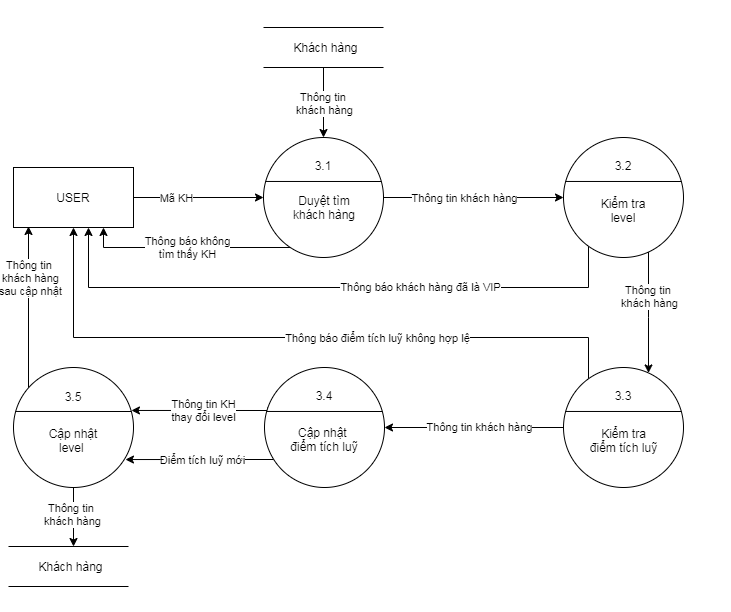 Khách hàng
Thông tin
khách hàng
3.1
Duyệt tìm
khách hàng
3.2
Kiểm tra
level
USER
Mã KH
Thông tin khách hàng
Thông báo không
tìm thấy KH
Thông tin
khách hàng
sau cập nhật
Thông báo khách hàng đã là VIP
Thông tin
khách hàng
Thông báo điểm tích luỹ không hợp lệ
3.5
Cập nhật
level
Thông tin KH
thay đổi level
Điểm tích luỹ mới
3.4
Cập nhật
điểm tích luỹ
Thông tin khách hàng
3.3
Kiểm tra
điểm tích luỹ
Thông tin
khách hàng
Khách hàng